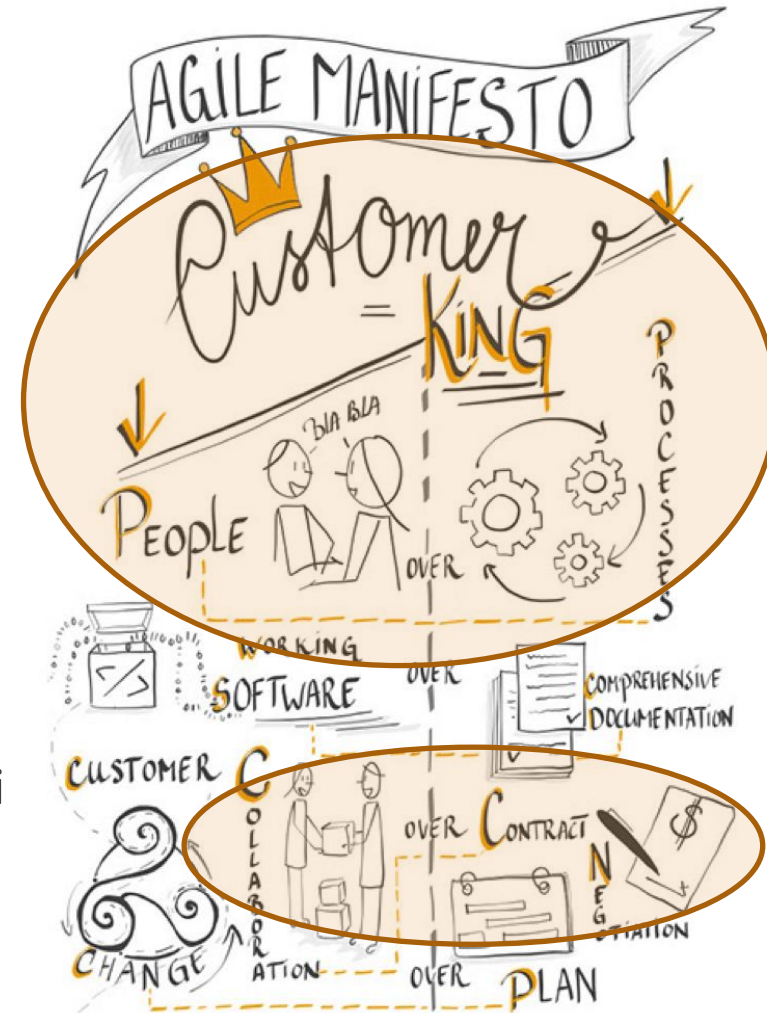 AGiLE MANiFESTO
Customer
=
KiNG
BlA BlA
PEOPLE
OVER
PROCESSES
WORKiNG
SOFTWARE
OVER
COMPREHENSiVE
DOCUMENTATiON
</>
CUSTOMER
COLLABORATiON
OVER
CONTRACT
NEGOTiATiON
$
CHANGE
OVER
PLAN
i